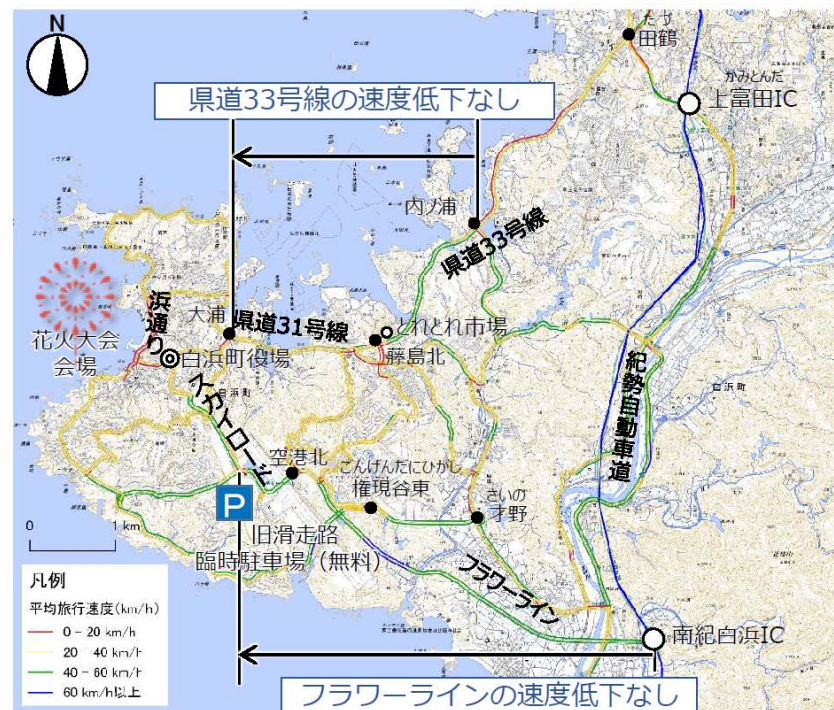 N
たづ
田鶴
かみとんだ
上富田IC
県道33号線の速度低下なし
内ノ浦
県道33号線
浜通り
大浦
県道31号線
とれとれ市場
花火大会
会場
白浜町役場
藤島北
スカイロード
白浜町
紀勢自動車道
空港北
ごんげんだにひがし
権現谷東
さいの
才野
P
旧滑走路
臨時駐車場（無料）
0 1 km
フラワーライン
凡例
平均旅行速度(km/h)
0 - 20 km/h
20 40 km/h
40 - 60 km/h
60 km/h以上
南紀白浜IC
フラワーラインの速度低下なし